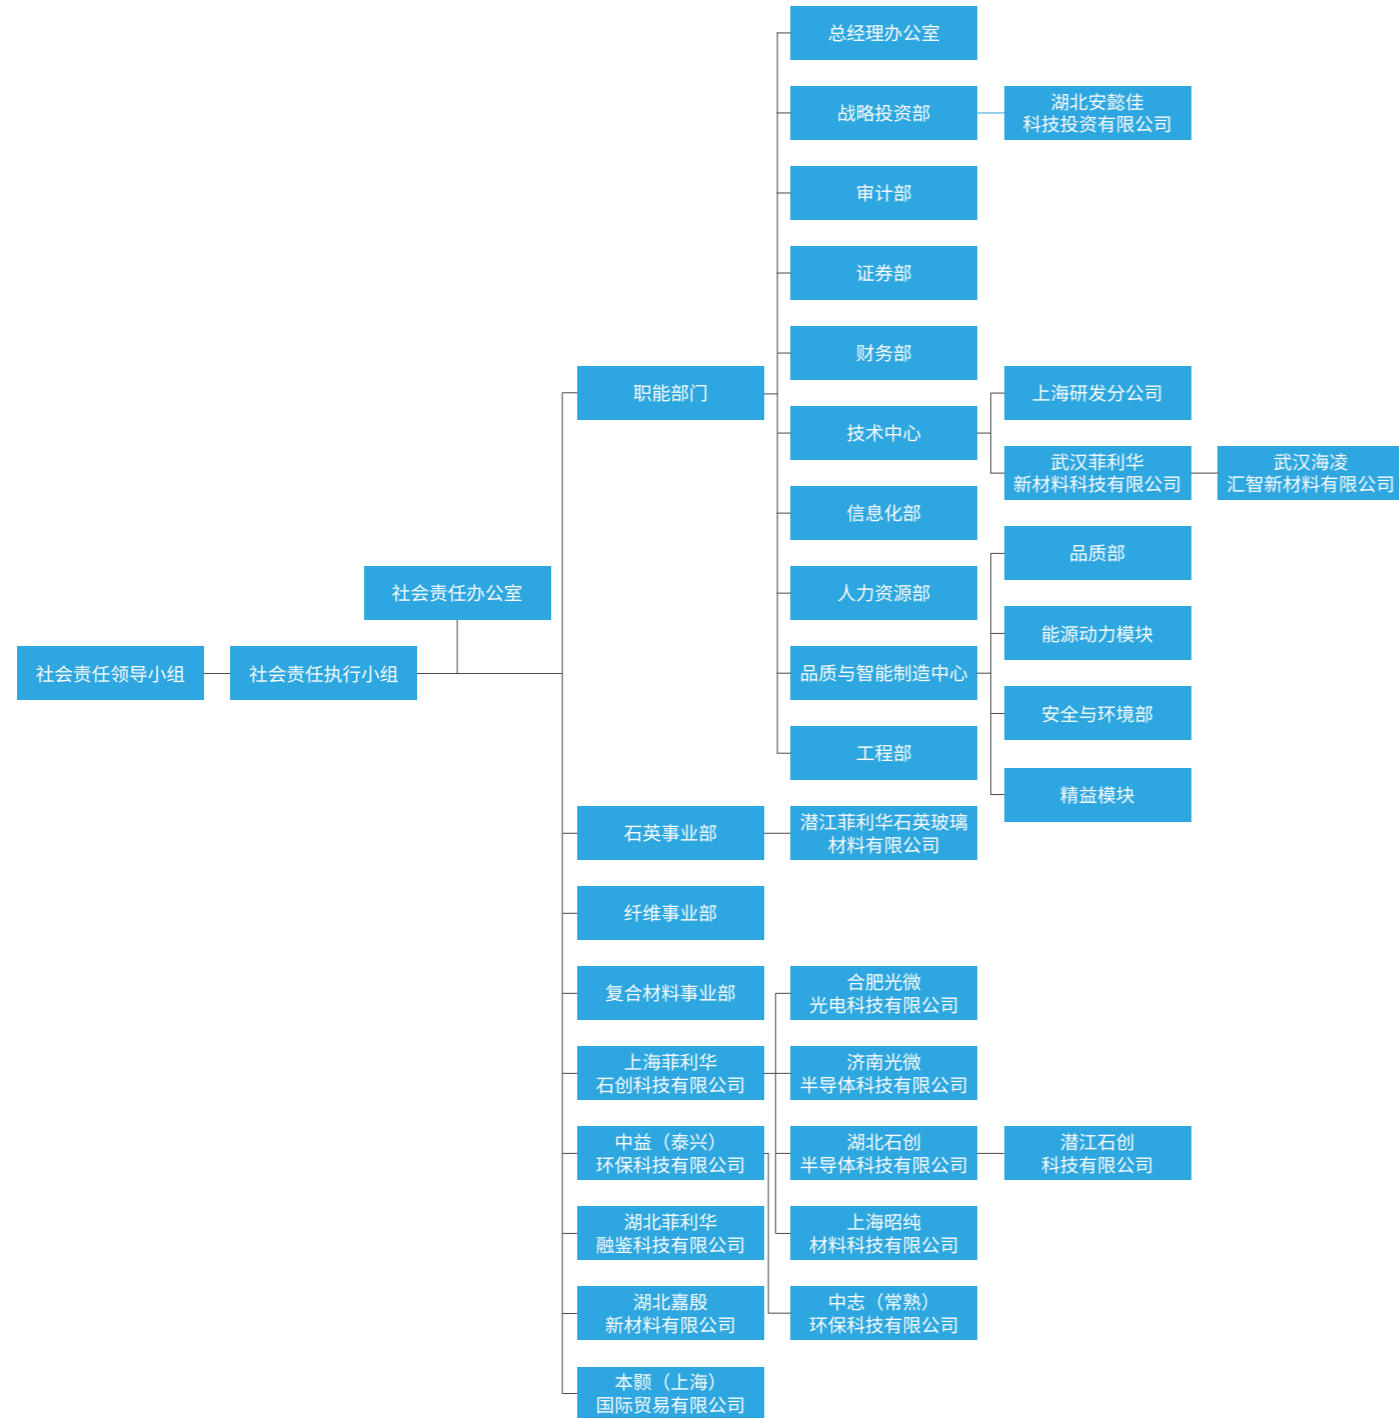 社会责任领导小组
社会责任执行小组
社会责任办公室
职能部门
总经理办公室
战略投资部
湖北安懿佳
科技投资有限公司
审计部
证券部
财务部
技术中心
上海研发分公司
武汉菲利华
新材料科技有限公司
武汉海凌
汇智新材料有限公司
信息化部
人力资源部
品质与智能制造中心
品质部
能源动力模块
安全与环境部
精益模块
工程部
石英事业部
潜江菲利华石英玻璃
材料有限公司
纤维事业部
复合材料事业部
上海菲利华
石创科技有限公司
合肥光微
光电科技有限公司
济南光微
半导体科技有限公司
湖北石创
半导体科技有限公司
潜江石创
科技有限公司
上海昭纯
材料科技有限公司
中益（泰兴）
环保科技有限公司
中志（常熟）
环保科技有限公司
湖北菲利华
融鉴科技有限公司
湖北嘉殷
新材料有限公司
本颢（上海）
国际贸易有限公司